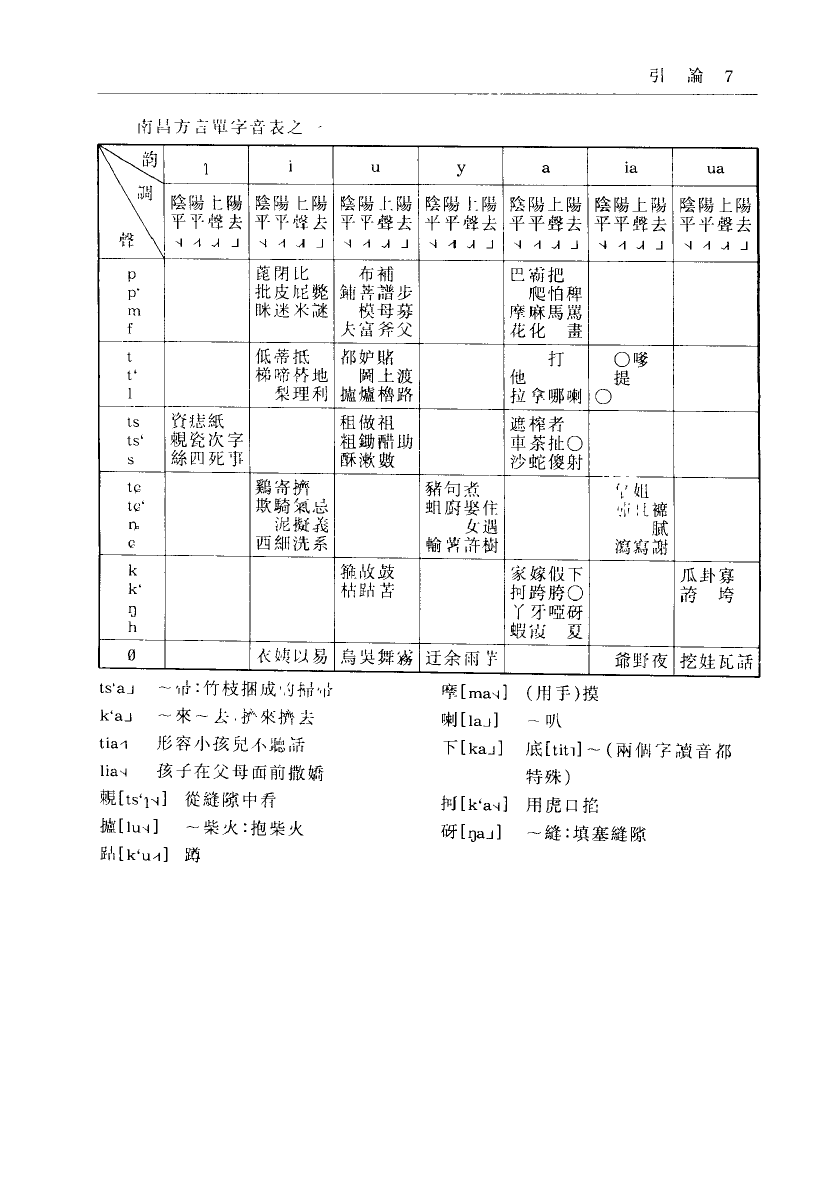 引 論 7
南昌方言單字音表之一
韵 ɿ i u y a ia ua
調 陰陽上陽 陰陽上陽 陰陽上陽 陰陽上陽 陰陽上陽 陰陽上陽 陰陽上陽
平平聲去 平平聲去 平平聲去 平平聲去 平平聲去 平平聲去 平平聲去
聲
p 蓖閉比 布補 巴霸把
p‘ 批皮屁斃 鋪菩譜步 爬怕稗
m 眯迷米謎 模母募 摩麻馬罵
f 夫富斧父 花化 畫
t 低蒂抵 都妒賭 打 〇嗲
t‘ 梯啼替地 圖土渡 他 提
l 梨理利 攎爐櫓路 拉拿哪喇 〇
ts 資痣紙 租做祖 遮榨者
ts‘ 覞瓷次字 粗鋤醋助 車茶扯〇
s 絲四死事 酥漱數 沙蛇傻射
tɕ 鷄寄擠 豬句煮 姐
tɕ‘ 欺騎氣忌 蛆廚娶住
ȵ 泥擬義 女遇 膩
ɕ 西細洗系 輸薯許樹 瀉寫謝
k 箍故鼓 家嫁假下 瓜卦寡
k‘ 枯跍苦 抲跨胯〇 誇 垮
ŋ 丫牙啞砑
h 蝦霞 夏
ø 衣姨以易 烏吳舞霧 迂余雨芋 爺野夜 挖娃瓦話
ts‘a˩ ～帚:竹枝捆成的掃帚
k‘a˩ 〜來〜去,擠來擠去
tia 形容小孩兒不聽話
lia 孩子在父母面前撒嬌
[ts‘ɿ] 從縫隙中看
攎[lu] ～柴火:抱柴火
跍[k‘u] 蹲
摩[ma] (用手)摸
喇[la˩] ～叭
下[ka˩] 底[tit˥]～(兩個字讀音都
特殊)
抲[k‘a] 用虎口掐
砑[ŋa˩] ～縫:填塞縫隙